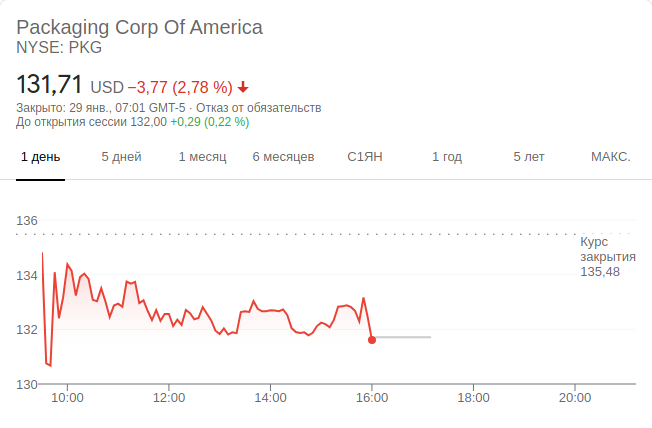 Packaging Corp Of America
NYSE: PKG
131,71 USD −3,77 (2,78 %)
Закрыто: 29 янв., 07:01 GMT-5 · Отказ от обязательств
До открытия сессии 132,00 +0,29 (0,22 %)
1 день 5 дней 1 месяц 6 месяцев С1ЯН 1 год 5 лет МАКС.
136
Курс
закрытия
135,48
134
132
130
10:00 12:00 14:00 16:00 18:00 20:00